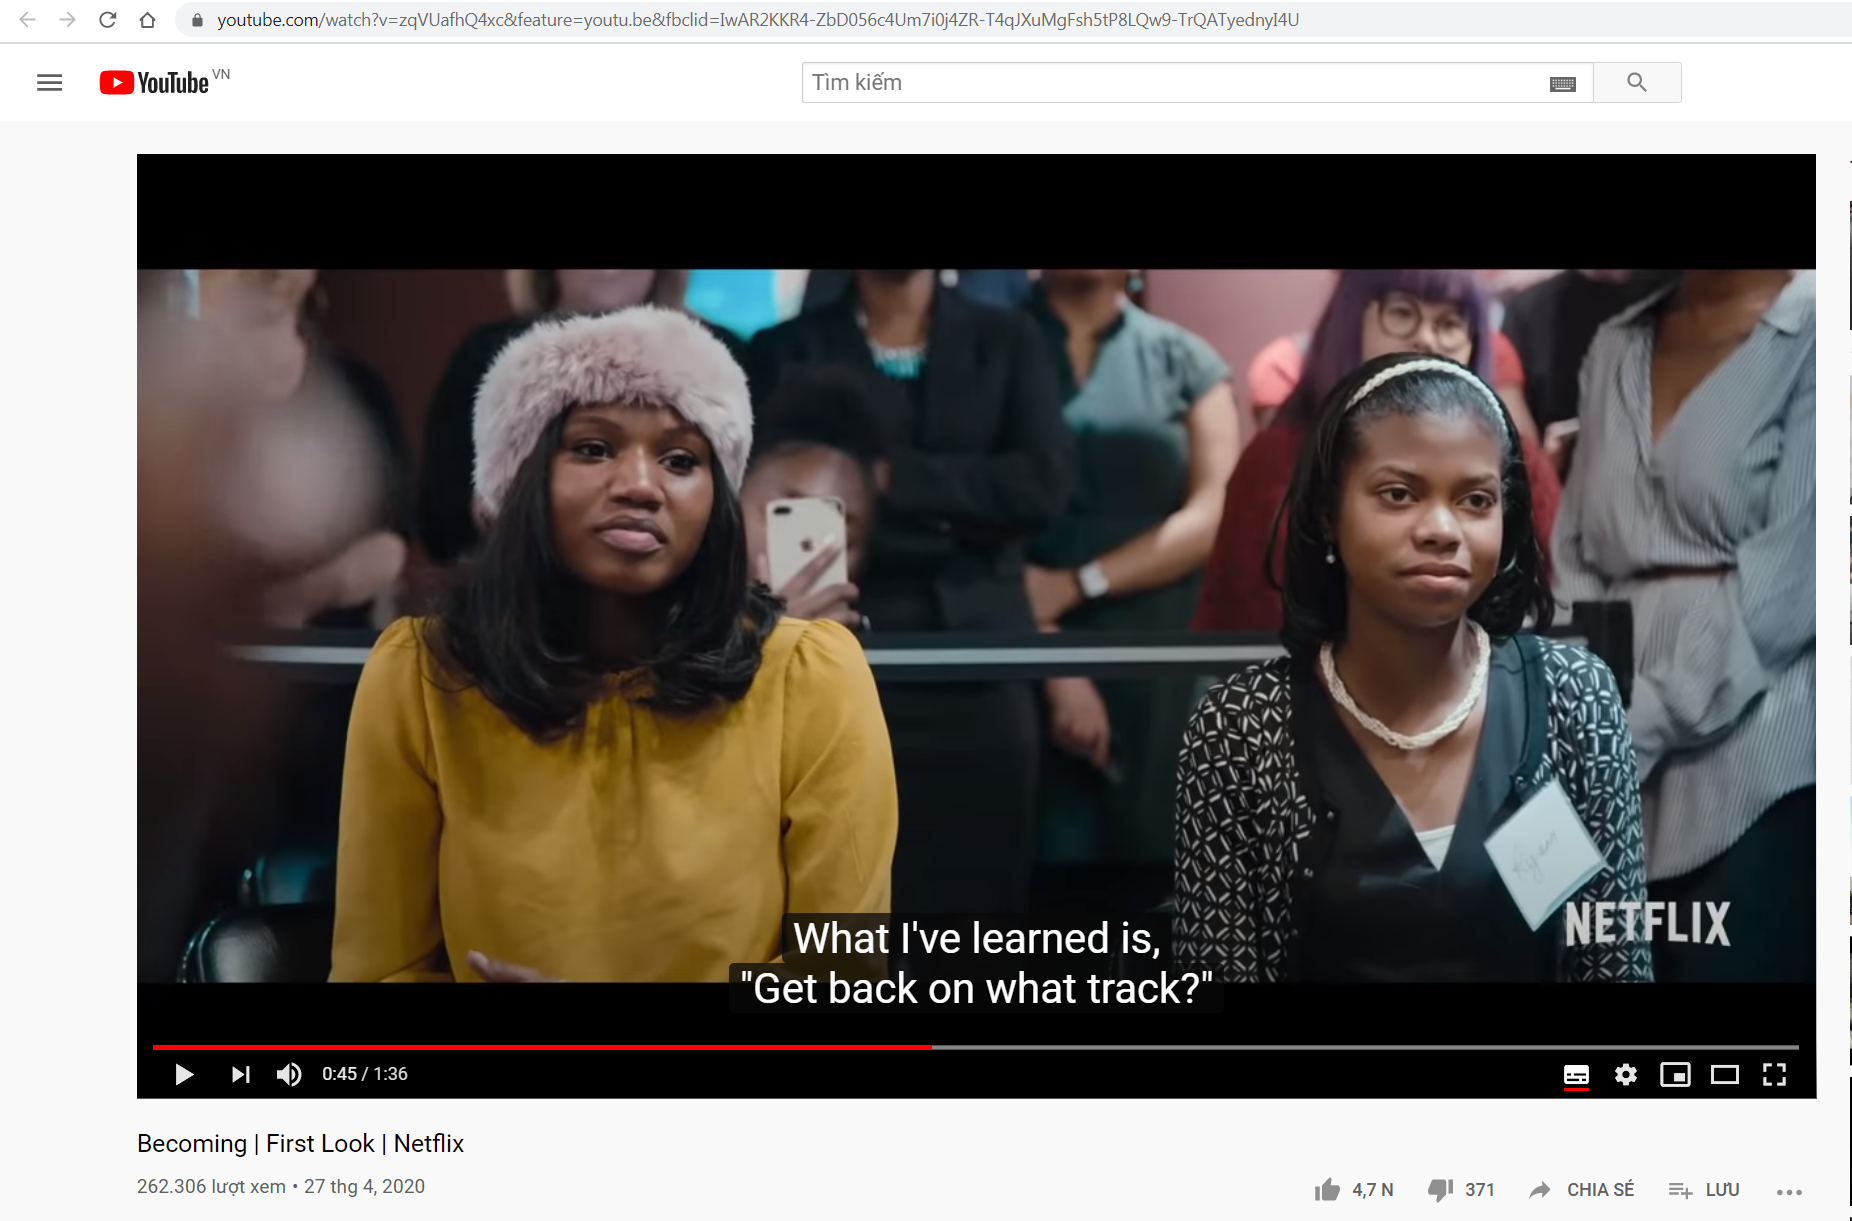 youtube.com/watch?v=zqVUafhQ4xc&feature=youtu.be&fbclid=IwAR2KKR4-ZbD056c4Um7i0j4ZR-T4qJXuMgFsh5tP8LQw9-TrQATyednyI4U
YouTube VN
Tìm kiếm
NETFLIX
What I've learned is,
"Get back on what track?"
0:45 / 1:36
Becoming | First Look | Netflix
262.306 lượt xem • 27 thg 4, 2020
4,7 N 371 CHIA SẺ LƯU